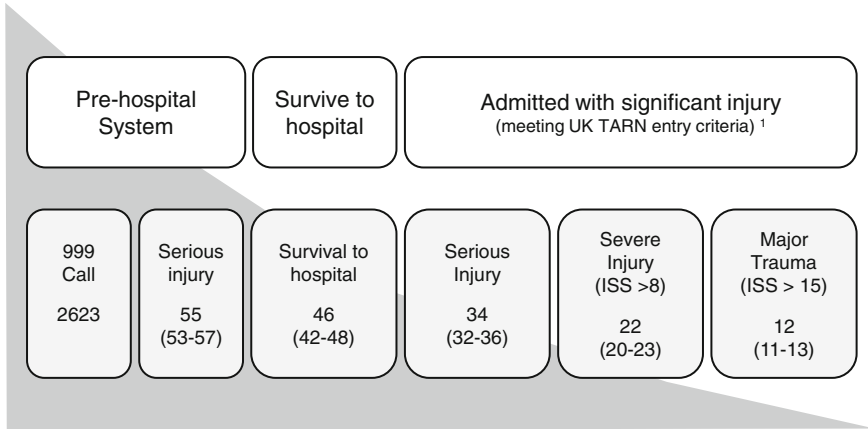 Pre-hospital
System
Survive to
hospital
Admitted with significant injury
(meeting UK TARN entry criteria) ¹
999
Call
2623
Serious
injury
55
(53-57)
Survival to
hospital
46
(42-48)
Serious
Injury
34
(32-36)
Severe
Injury
(ISS >8)
22
(20-23)
Major
Trauma
(ISS > 15)
12
(11-13)